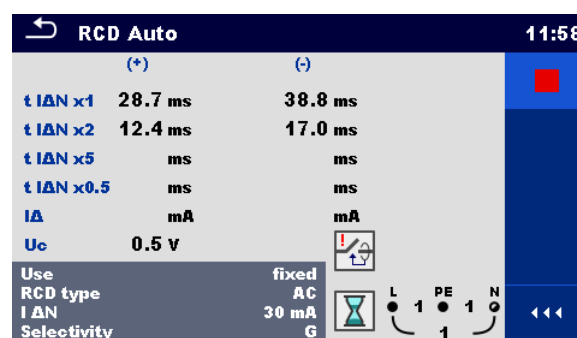 RCD Auto 11:58
(+) (-)
t IΔN x1 28.7 ms 38.8 ms
t IΔN x2 12.4 ms 17.0 ms
t IΔN x5 ms ms
t IΔN x0.5 ms ms
IΔ mA mA
Uc 0.5 V
Use fixed
RCD type AC
I ΔN 30 mA
Selectivity G
L PE N
1 1
1